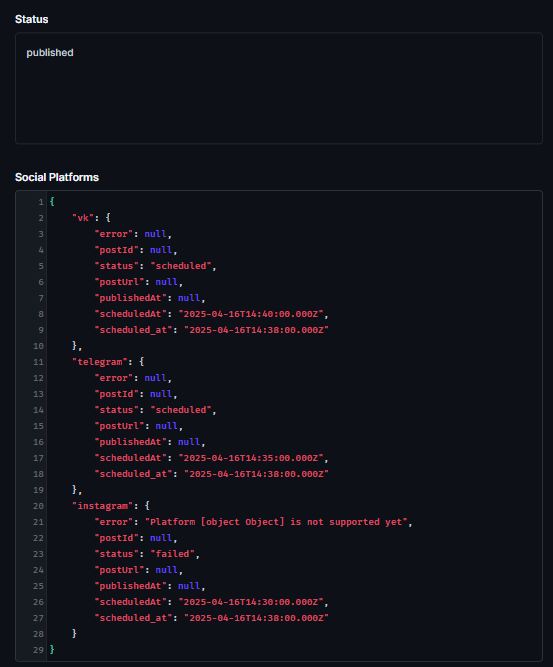 Status
published
Social Platforms
1 {
2     "vk": {
3         "error": null,
4         "postId": null,
5         "status": "scheduled",
6         "postUrl": null,
7         "publishedAt": null,
8         "scheduledAt": "2025-04-16T14:40:00.000Z",
9         "scheduled_at": "2025-04-16T14:38:00.000Z"
10     },
11     "telegram": {
12         "error": null,
13         "postId": null,
14         "status": "scheduled",
15         "postUrl": null,
16         "publishedAt": null,
17         "scheduledAt": "2025-04-16T14:35:00.000Z",
18         "scheduled_at": "2025-04-16T14:38:00.000Z"
19     },
20     "instagram": {
21         "error": "Platform [object Object] is not supported yet",
22         "postId": null,
23         "status": "failed",
24         "postUrl": null,
25         "publishedAt": null,
26         "scheduledAt": "2025-04-16T14:30:00.000Z",
27         "scheduled_at": "2025-04-16T14:38:00.000Z"
28     }
29 }